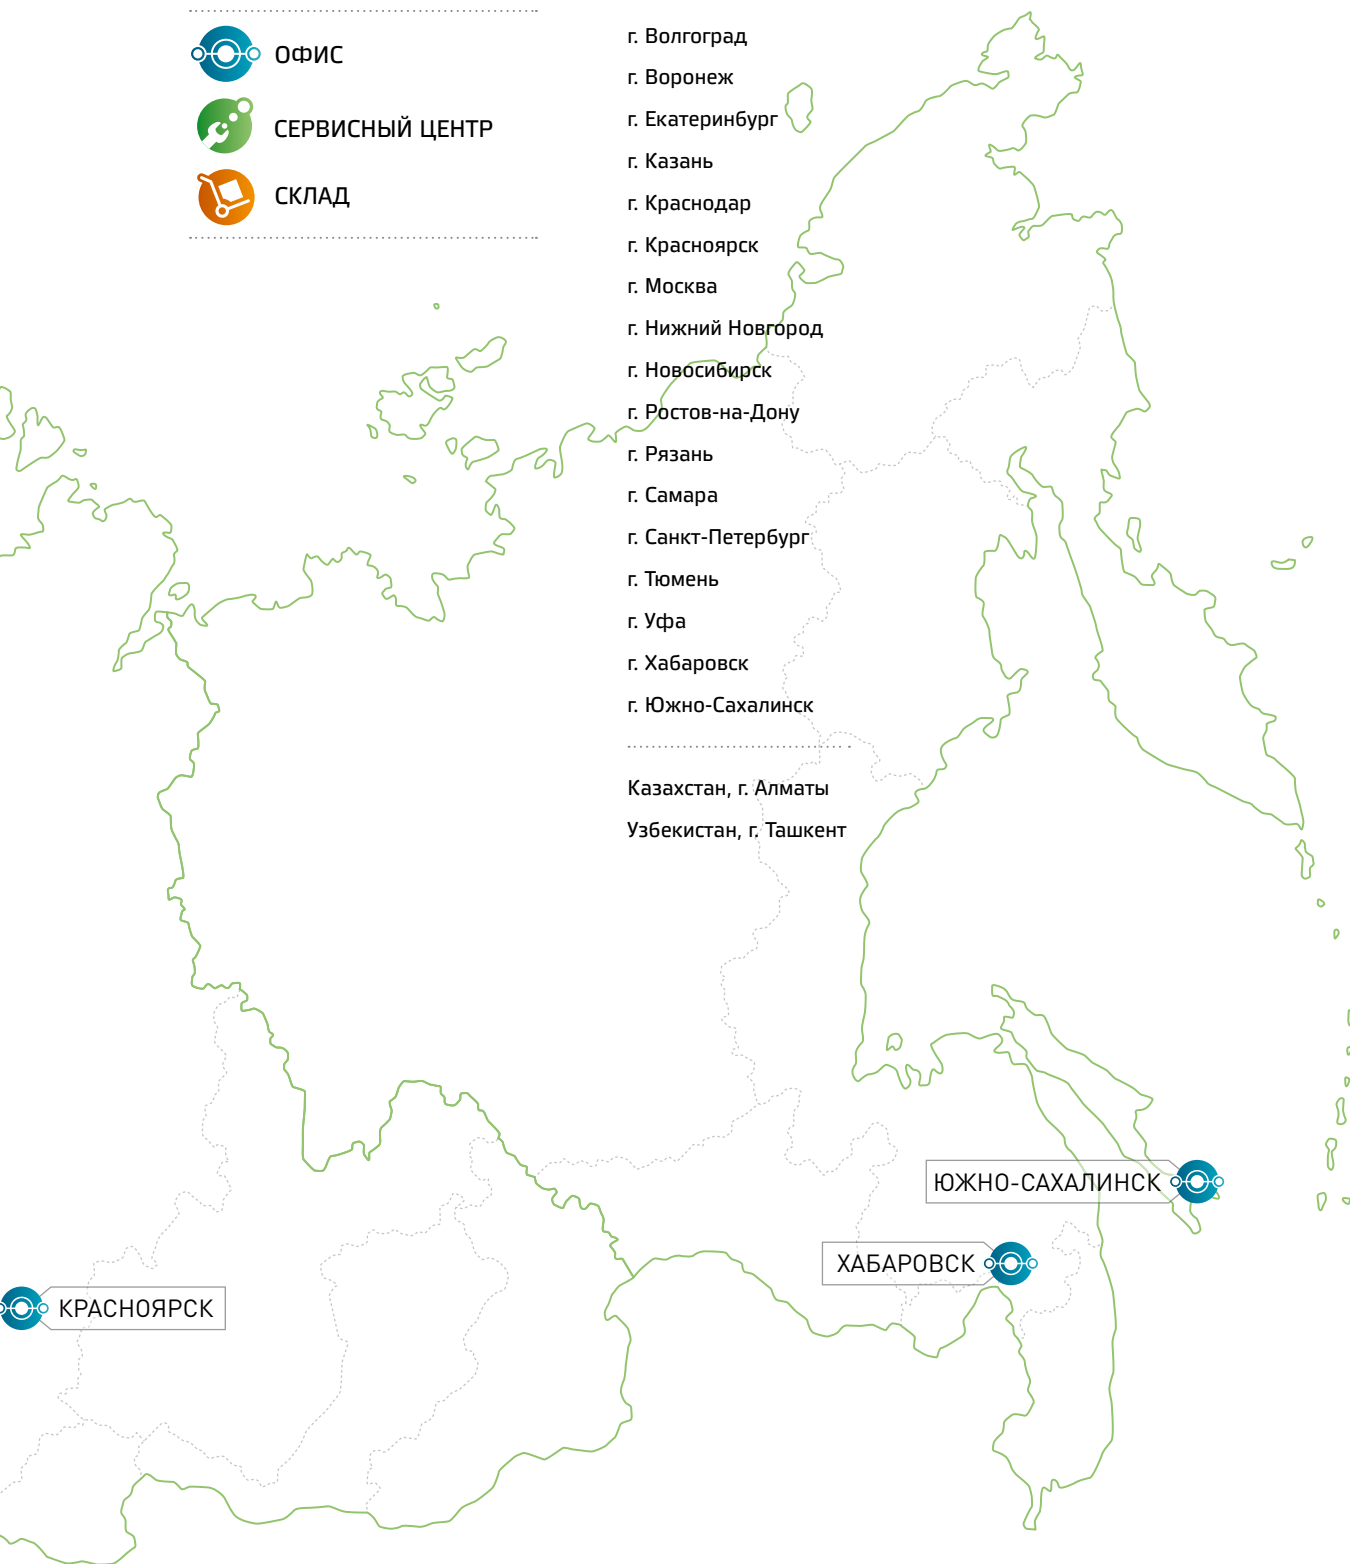 ОФИС
СЕРВИСНЫЙ ЦЕНТР
СКЛАД
г. Волгоград
г. Воронеж
г. Екатеринбург
г. Казань
г. Краснодар
г. Красноярск
г. Москва
г. Нижний Новгород
г. Новосибирск
г. Ростов-на-Дону
г. Рязань
г. Самара
г. Санкт-Петербург
г. Тюмень
г. Уфа
г. Хабаровск
г. Южно-Сахалинск
Казахстан, г. Алматы
Узбекистан, г. Ташкент
ЮЖНО-САХАЛИНСК
ХАБАРОВСК
КРАСНОЯРСК